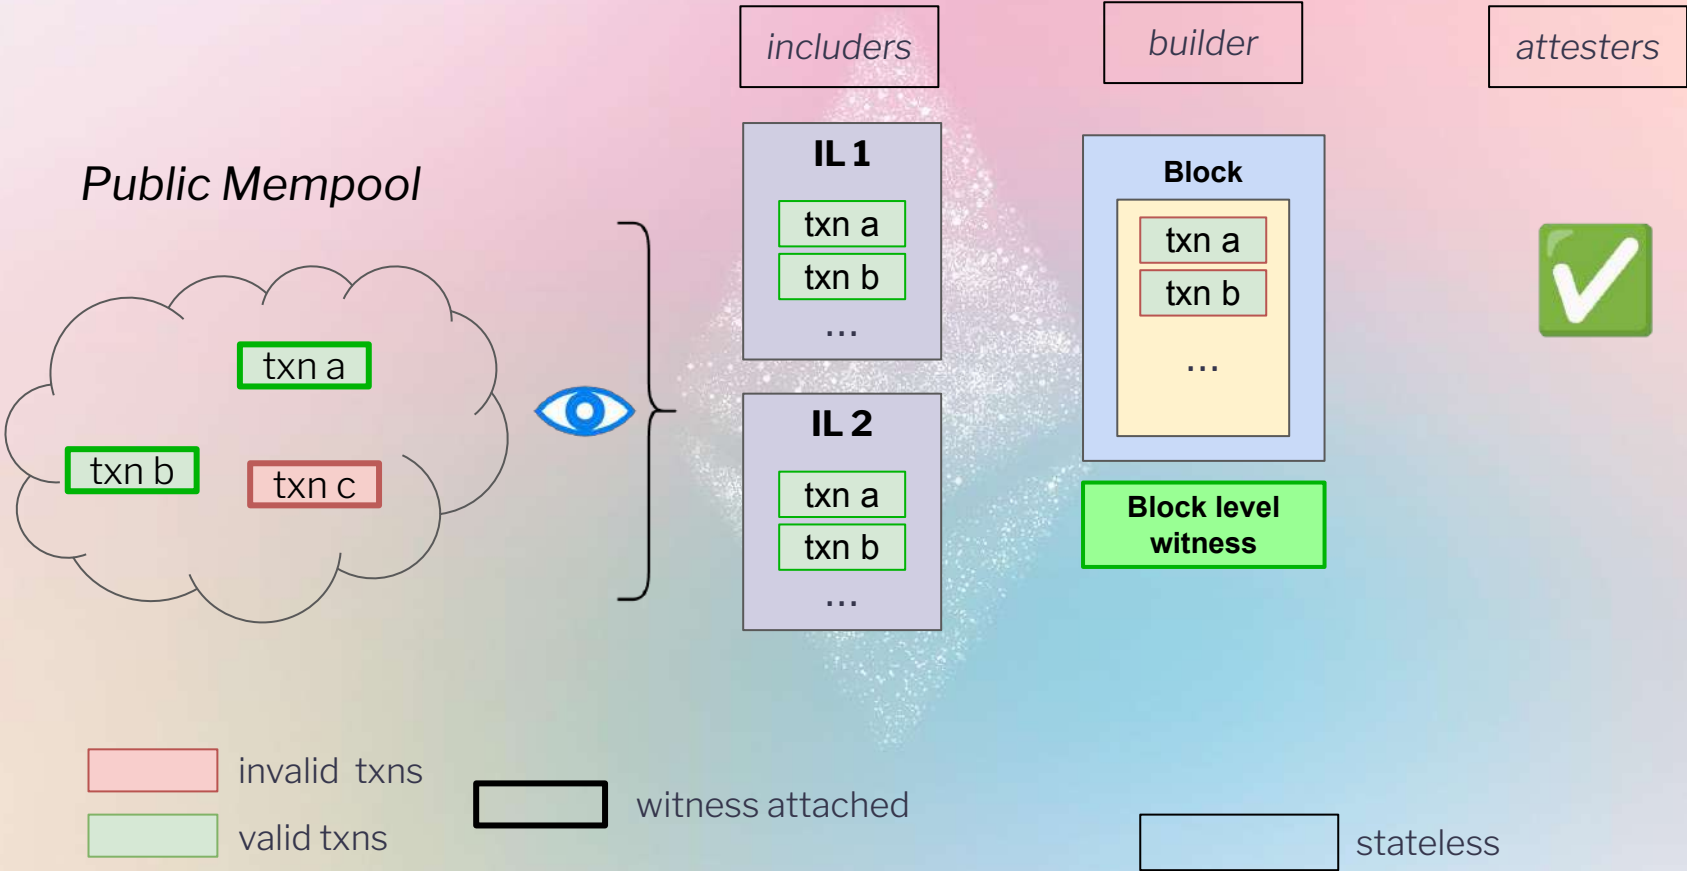 includers
builder
attesters
Public Mempool
txn a
txn b
txn c
IL 1
txn a
txn b
...
IL 2
txn a
txn b
...
Block
txn a
txn b
...
Block level
witness
invalid txns
valid txns
witness attached
stateless